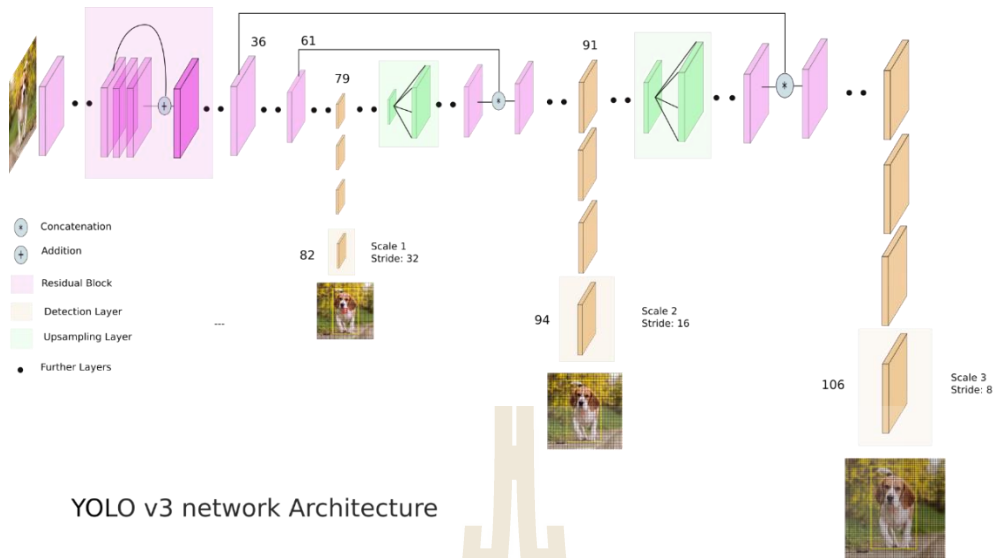 36
61
79
91
Concatenation
Addition
Residual Block
Detection Layer
Upsampling Layer
Further Layers
---
82
Scale 1
Stride: 32
94
Scale 2
Stride: 16
106
Scale 3
Stride: 8
YOLO v3 network Architecture